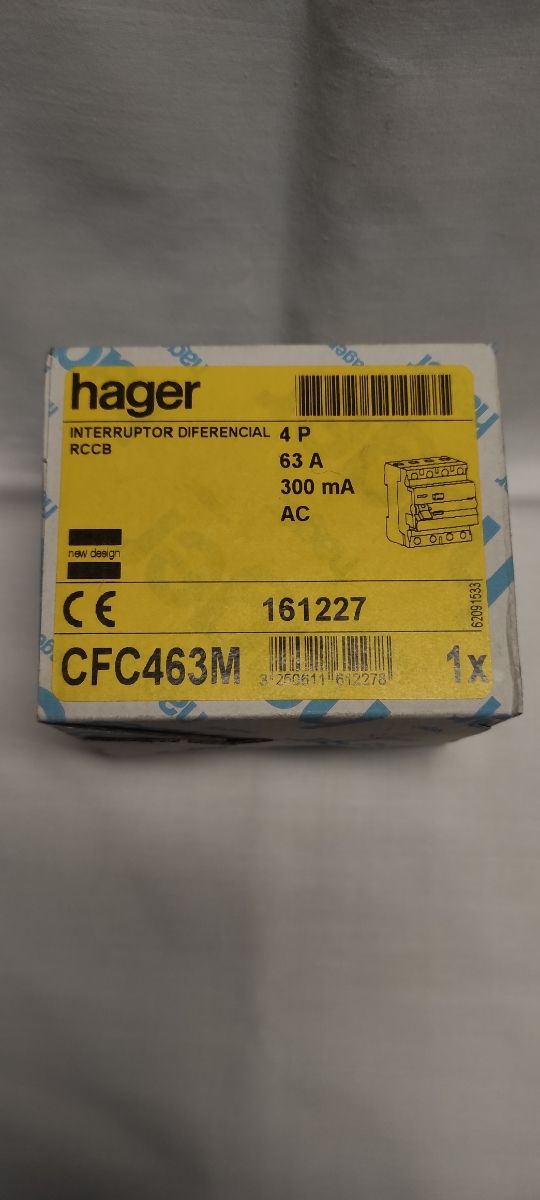 hager
INTERRUPTOR DIFERENCIAL
RCCB
4 P
63 A
300 mA
AC
new design
CE
161227
62091533
CFC463M
3 250611 612278
1x